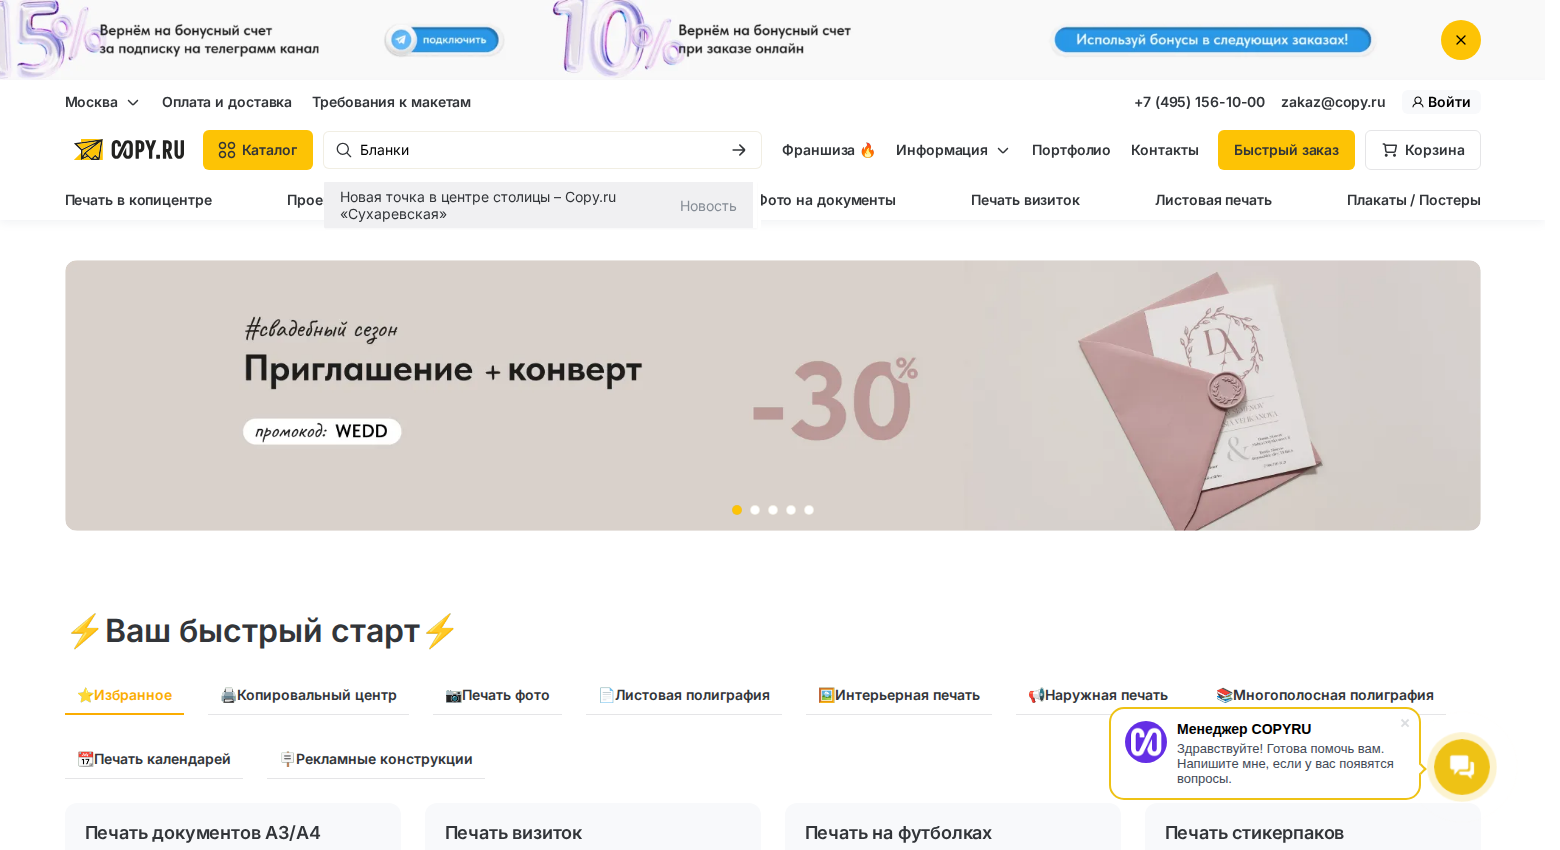 15% Вернём на бонусный счет
за подписку на телеграмм канал
подключить
10% Вернём на бонусный счет
при заказе онлайн
Используй бонусы в следующих заказах!
Москва Оплата и доставка Требования к макетам +7 (495) 156-10-00 zakaz@copy.ru Войти
COPY.RU Каталог Бланки Франшиза 🔥 Информация Портфолио Контакты Быстрый заказ Корзина
Печать в копицентре Прое Фото на документы Печать визиток Листовая печать Плакаты / Постеры
Новая точка в центре столицы – Copy.ru
«Сухаревская»
Новость
#свадебный сезон
Приглашение + конверт
промокод: WEDD
-30%
DA
&
⚡Ваш быстрый старт⚡
⭐Избранное 🖨️Копировальный центр 📷Печать фото 📄Листовая полиграфия 🖼️Интерьерная печать 📢Наружная печать 📚Многополосная полиграфия
📆Печать календарей 🪧Рекламные конструкции
Менеджер COPYRU
Здравствуйте! Готова помочь вам.
Напишите мне, если у вас появятся
вопросы.
Печать документов А3/А4 Печать визиток Печать на футболках Печать стикерпаков